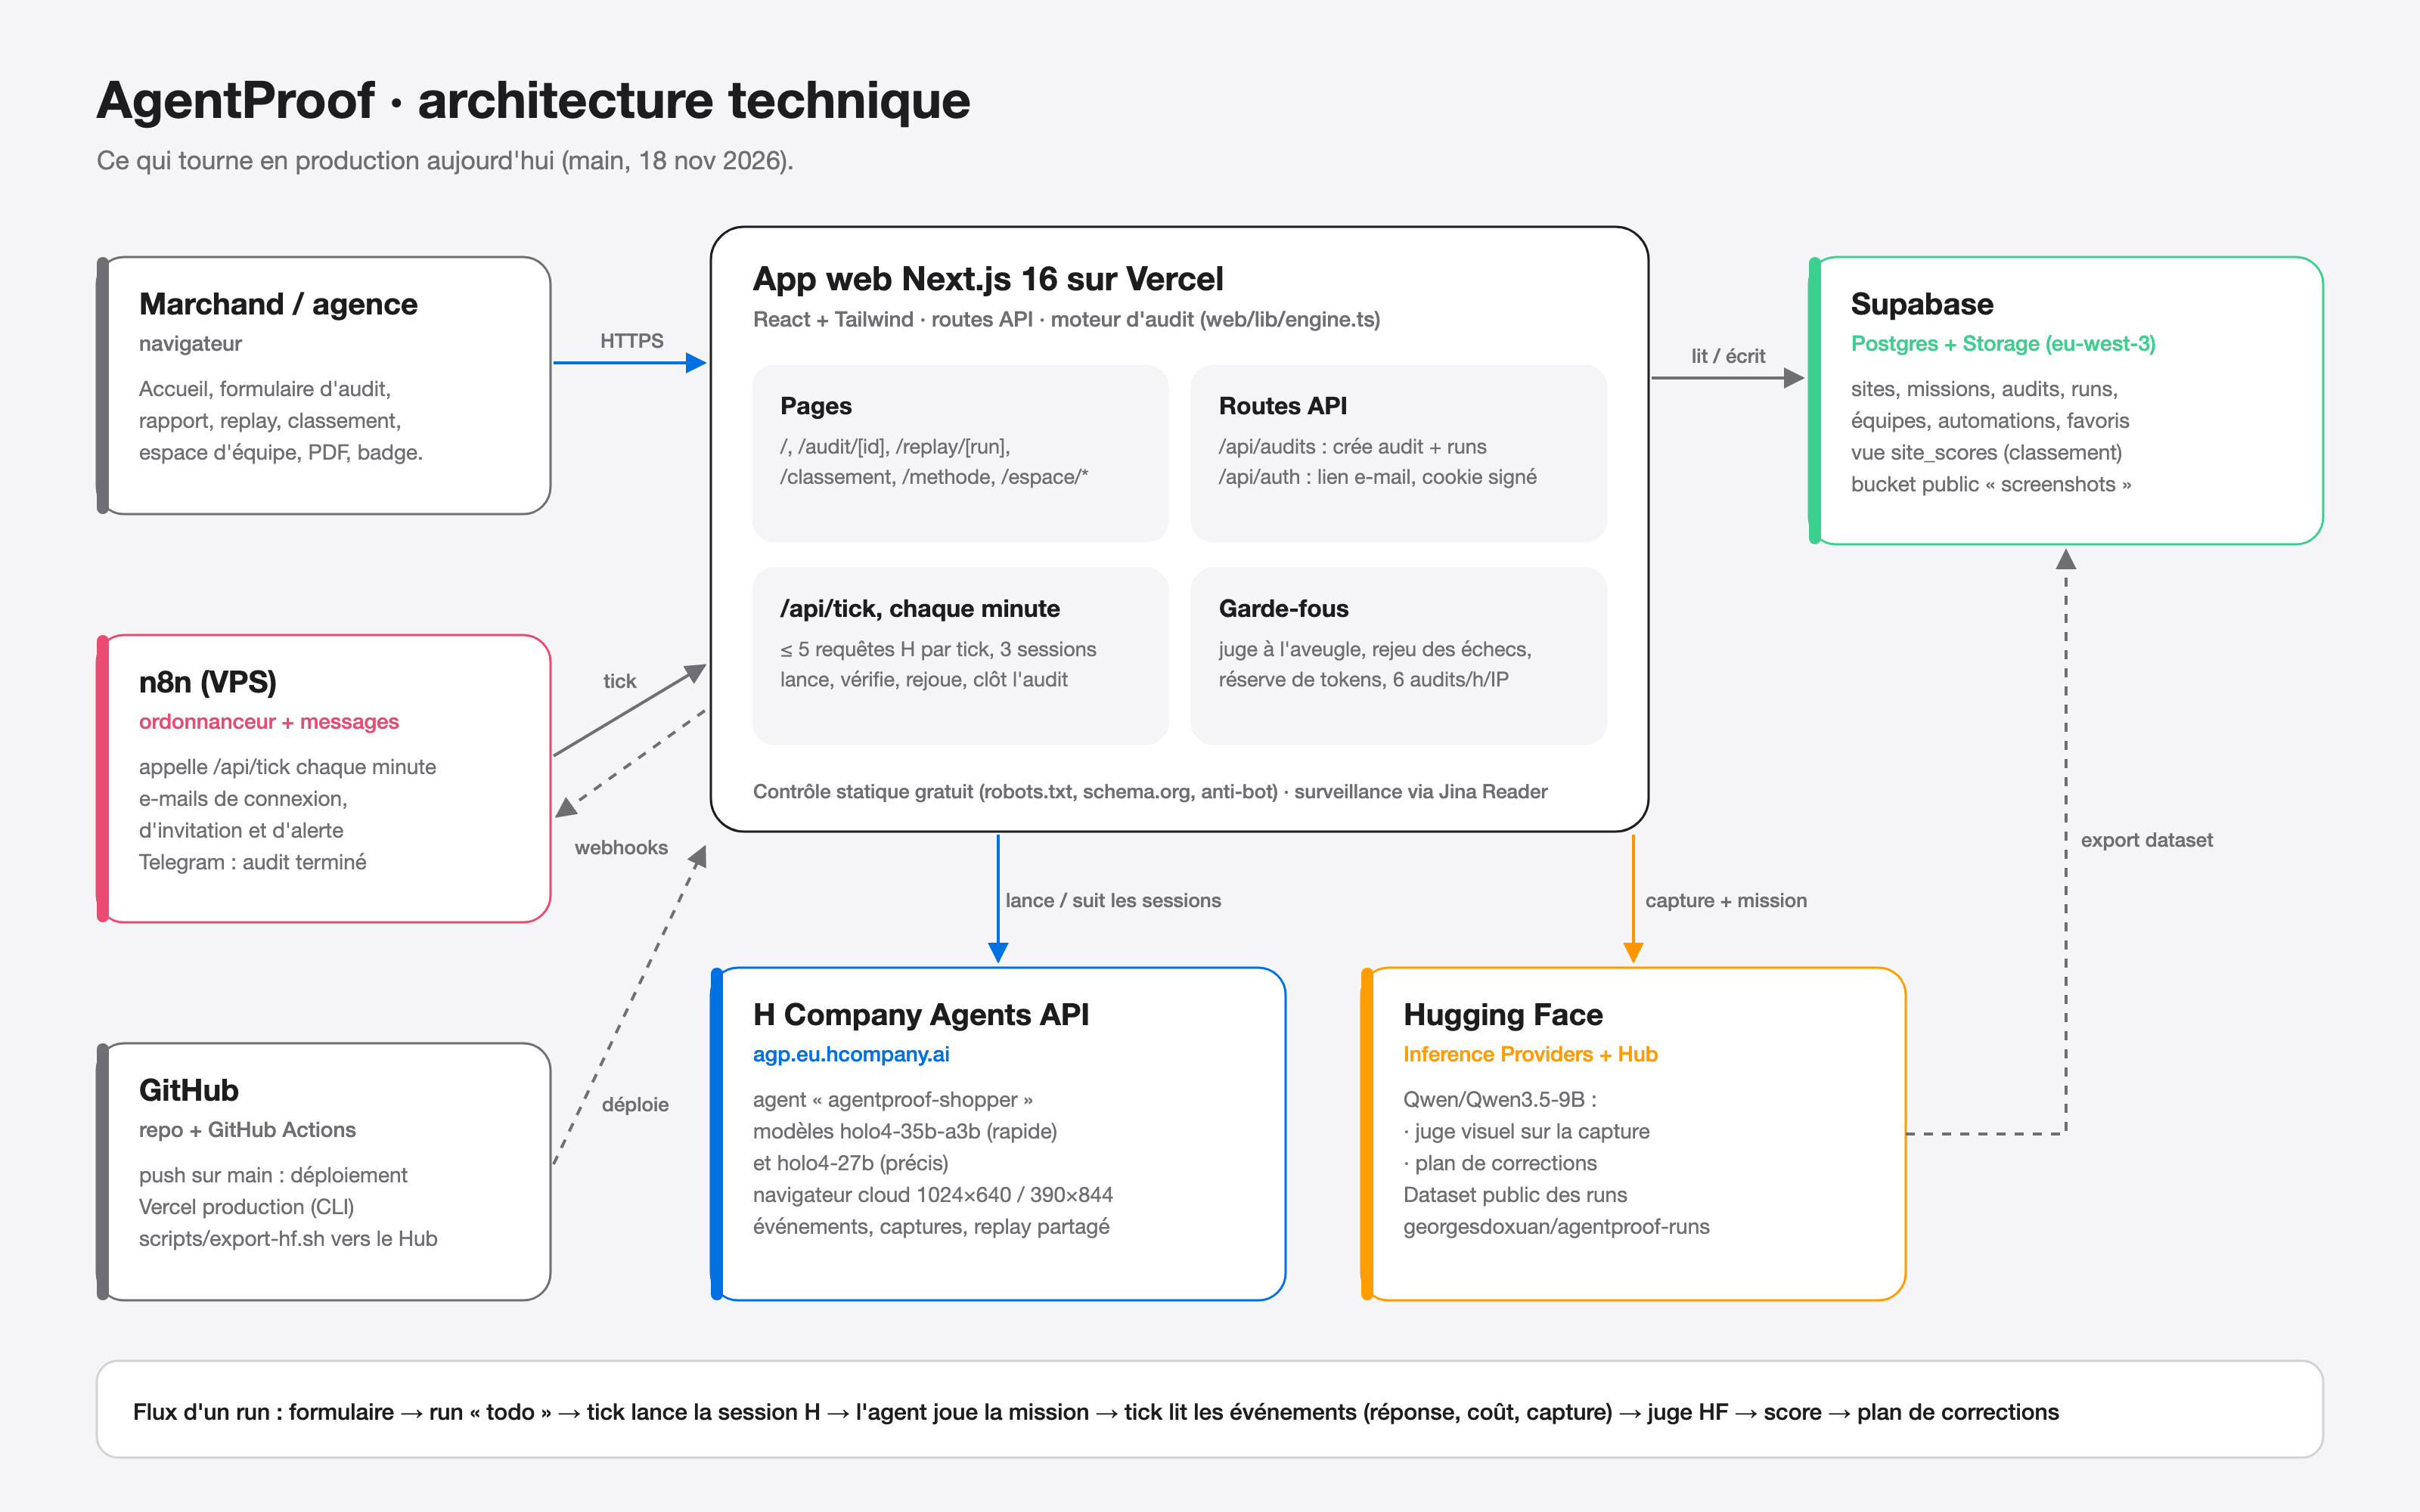 AgentProof · architecture technique
Ce qui tourne en production aujourd'hui (main, 18 nov 2026).
Marchand / agence
navigateur
Accueil, formulaire d'audit,
rapport, replay, classement,
espace d'équipe, PDF, badge.
HTTPS
App web Next.js 16 sur Vercel
React + Tailwind · routes API · moteur d'audit (web/lib/engine.ts)
Pages
/, /audit/[id], /replay/[run],
/classement, /methode, /espace/*
Routes API
/api/audits : crée audit + runs
/api/auth : lien e-mail, cookie signé
/api/tick, chaque minute
≤ 5 requêtes H par tick, 3 sessions
lance, vérifie, rejoue, clôt l'audit
Garde-fous
juge à l'aveugle, rejeu des échecs,
réserve de tokens, 6 audits/h/IP
Contrôle statique gratuit (robots.txt, schema.org, anti-bot) · surveillance via Jina Reader
lit / écrit
Supabase
Postgres + Storage (eu-west-3)
sites, missions, audits, runs,
équipes, automations, favoris
vue site_scores (classement)
bucket public « screenshots »
n8n (VPS)
ordonnanceur + messages
appelle /api/tick chaque minute
e-mails de connexion,
d'invitation et d'alerte
Telegram : audit terminé
tick
webhooks
GitHub
repo + GitHub Actions
push sur main : déploiement
Vercel production (CLI)
scripts/export-hf.sh vers le Hub
déploie
lance / suit les sessions
H Company Agents API
agp.eu.hcompany.ai
agent « agentproof-shopper »
modèles holo4-35b-a3b (rapide)
et holo4-27b (précis)
navigateur cloud 1024×640 / 390×844
événements, captures, replay partagé
capture + mission
Hugging Face
Inference Providers + Hub
Qwen/Qwen3.5-9B :
· juge visuel sur la capture
· plan de corrections
Dataset public des runs
georgesdoxuan/agentproof-runs
export dataset
Flux d'un run : formulaire → run « todo » → tick lance la session H → l'agent joue la mission → tick lit les événements (réponse, coût, capture) → juge HF → score → plan de corrections